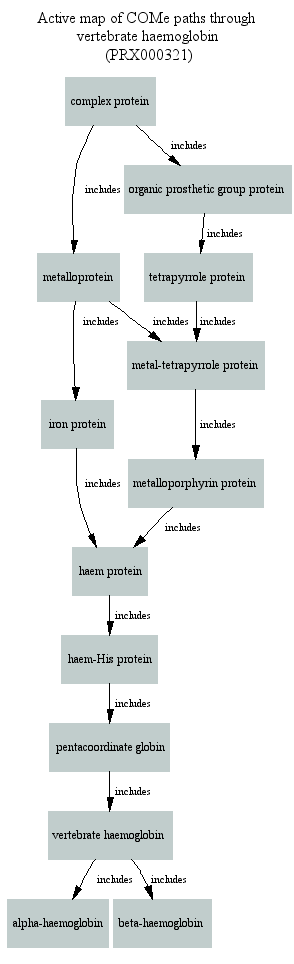 Active map of COMe paths through
vertebrate haemoglobin
(PRX000321)
complex protein
includes
includes
organic prosthetic group protein
includes
metalloprotein
tetrapyrrole protein
includes
includes
includes
metal-tetrapyrrole protein
iron protein
includes
includes
metalloporphyrin protein
includes
haem protein
includes
haem-His protein
includes
pentacoordinate globin
includes
vertebrate haemoglobin
includes
includes
alpha-haemoglobin
beta-haemoglobin